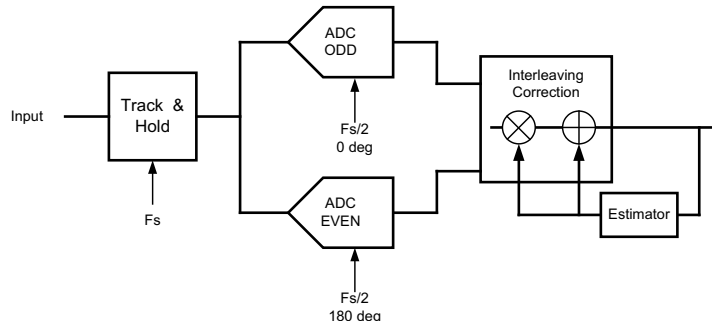 ADC
ODD
Interleaving
Correction
Input
Track & 
Hold
Fs/2
0 deg
Fs
ADC
EVEN
Estimator
Fs/2
180 deg